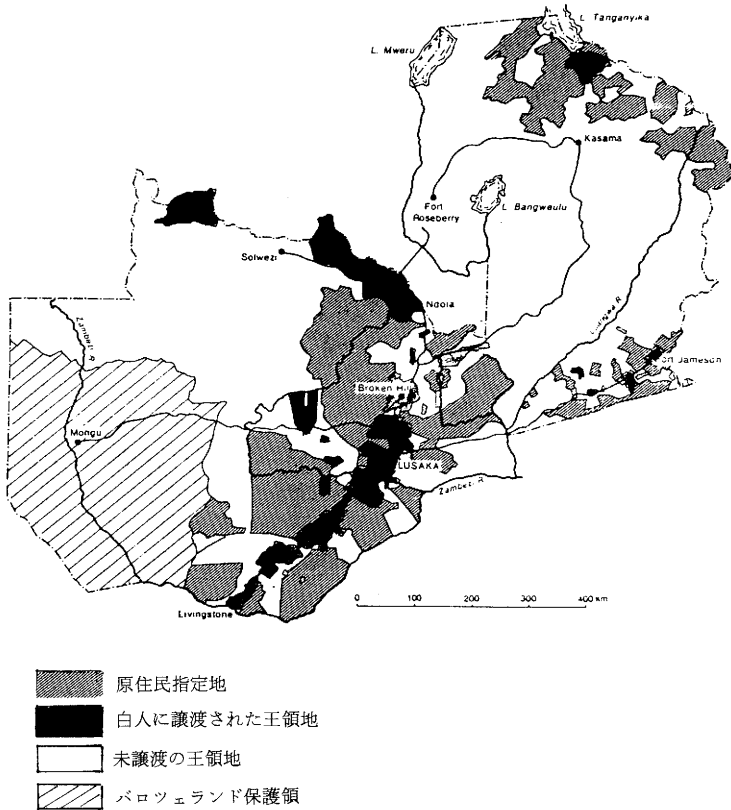 L. Tanganyika
L. Mweru
Kasama
Fort
Roseberry
L. Bangweulu
Solwezi
Ndola
Zambezi R.
Luangwa R.
Fort Jameson
Broken Hill
Mongu
LUSAKA
Zambezi R.
Livingstone
0 100 200 300 400 km
原住民指定地
白人に譲渡された王領地
未譲渡の王領地
バロツェランド保護領